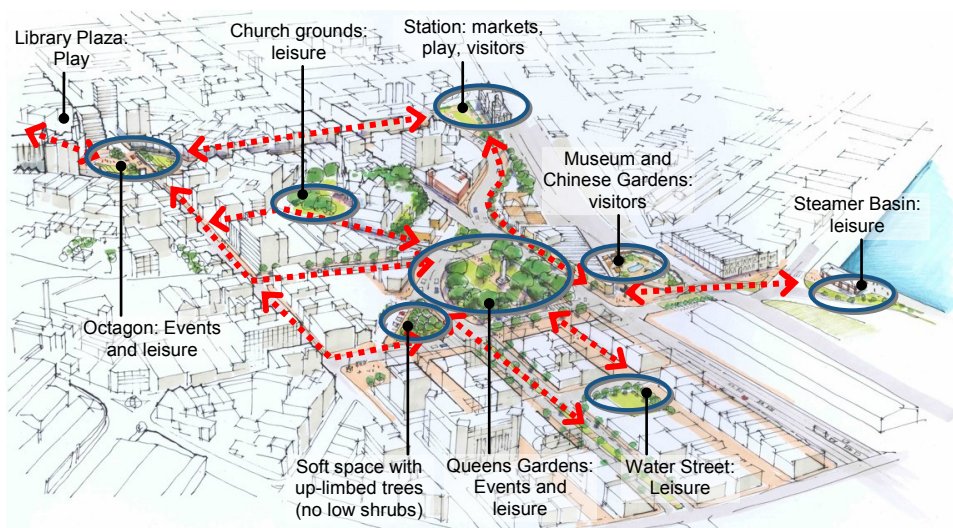 Library Plaza:
Play
Church grounds:
leisure
Station: markets,
play, visitors
Museum and
Chinese Gardens:
visitors
Steamer Basin:
leisure
Octagon: Events
and leisure
Soft space with
up-limbed trees
(no low shrubs)
Queens Gardens:
Events and
leisure
Water Street:
Leisure